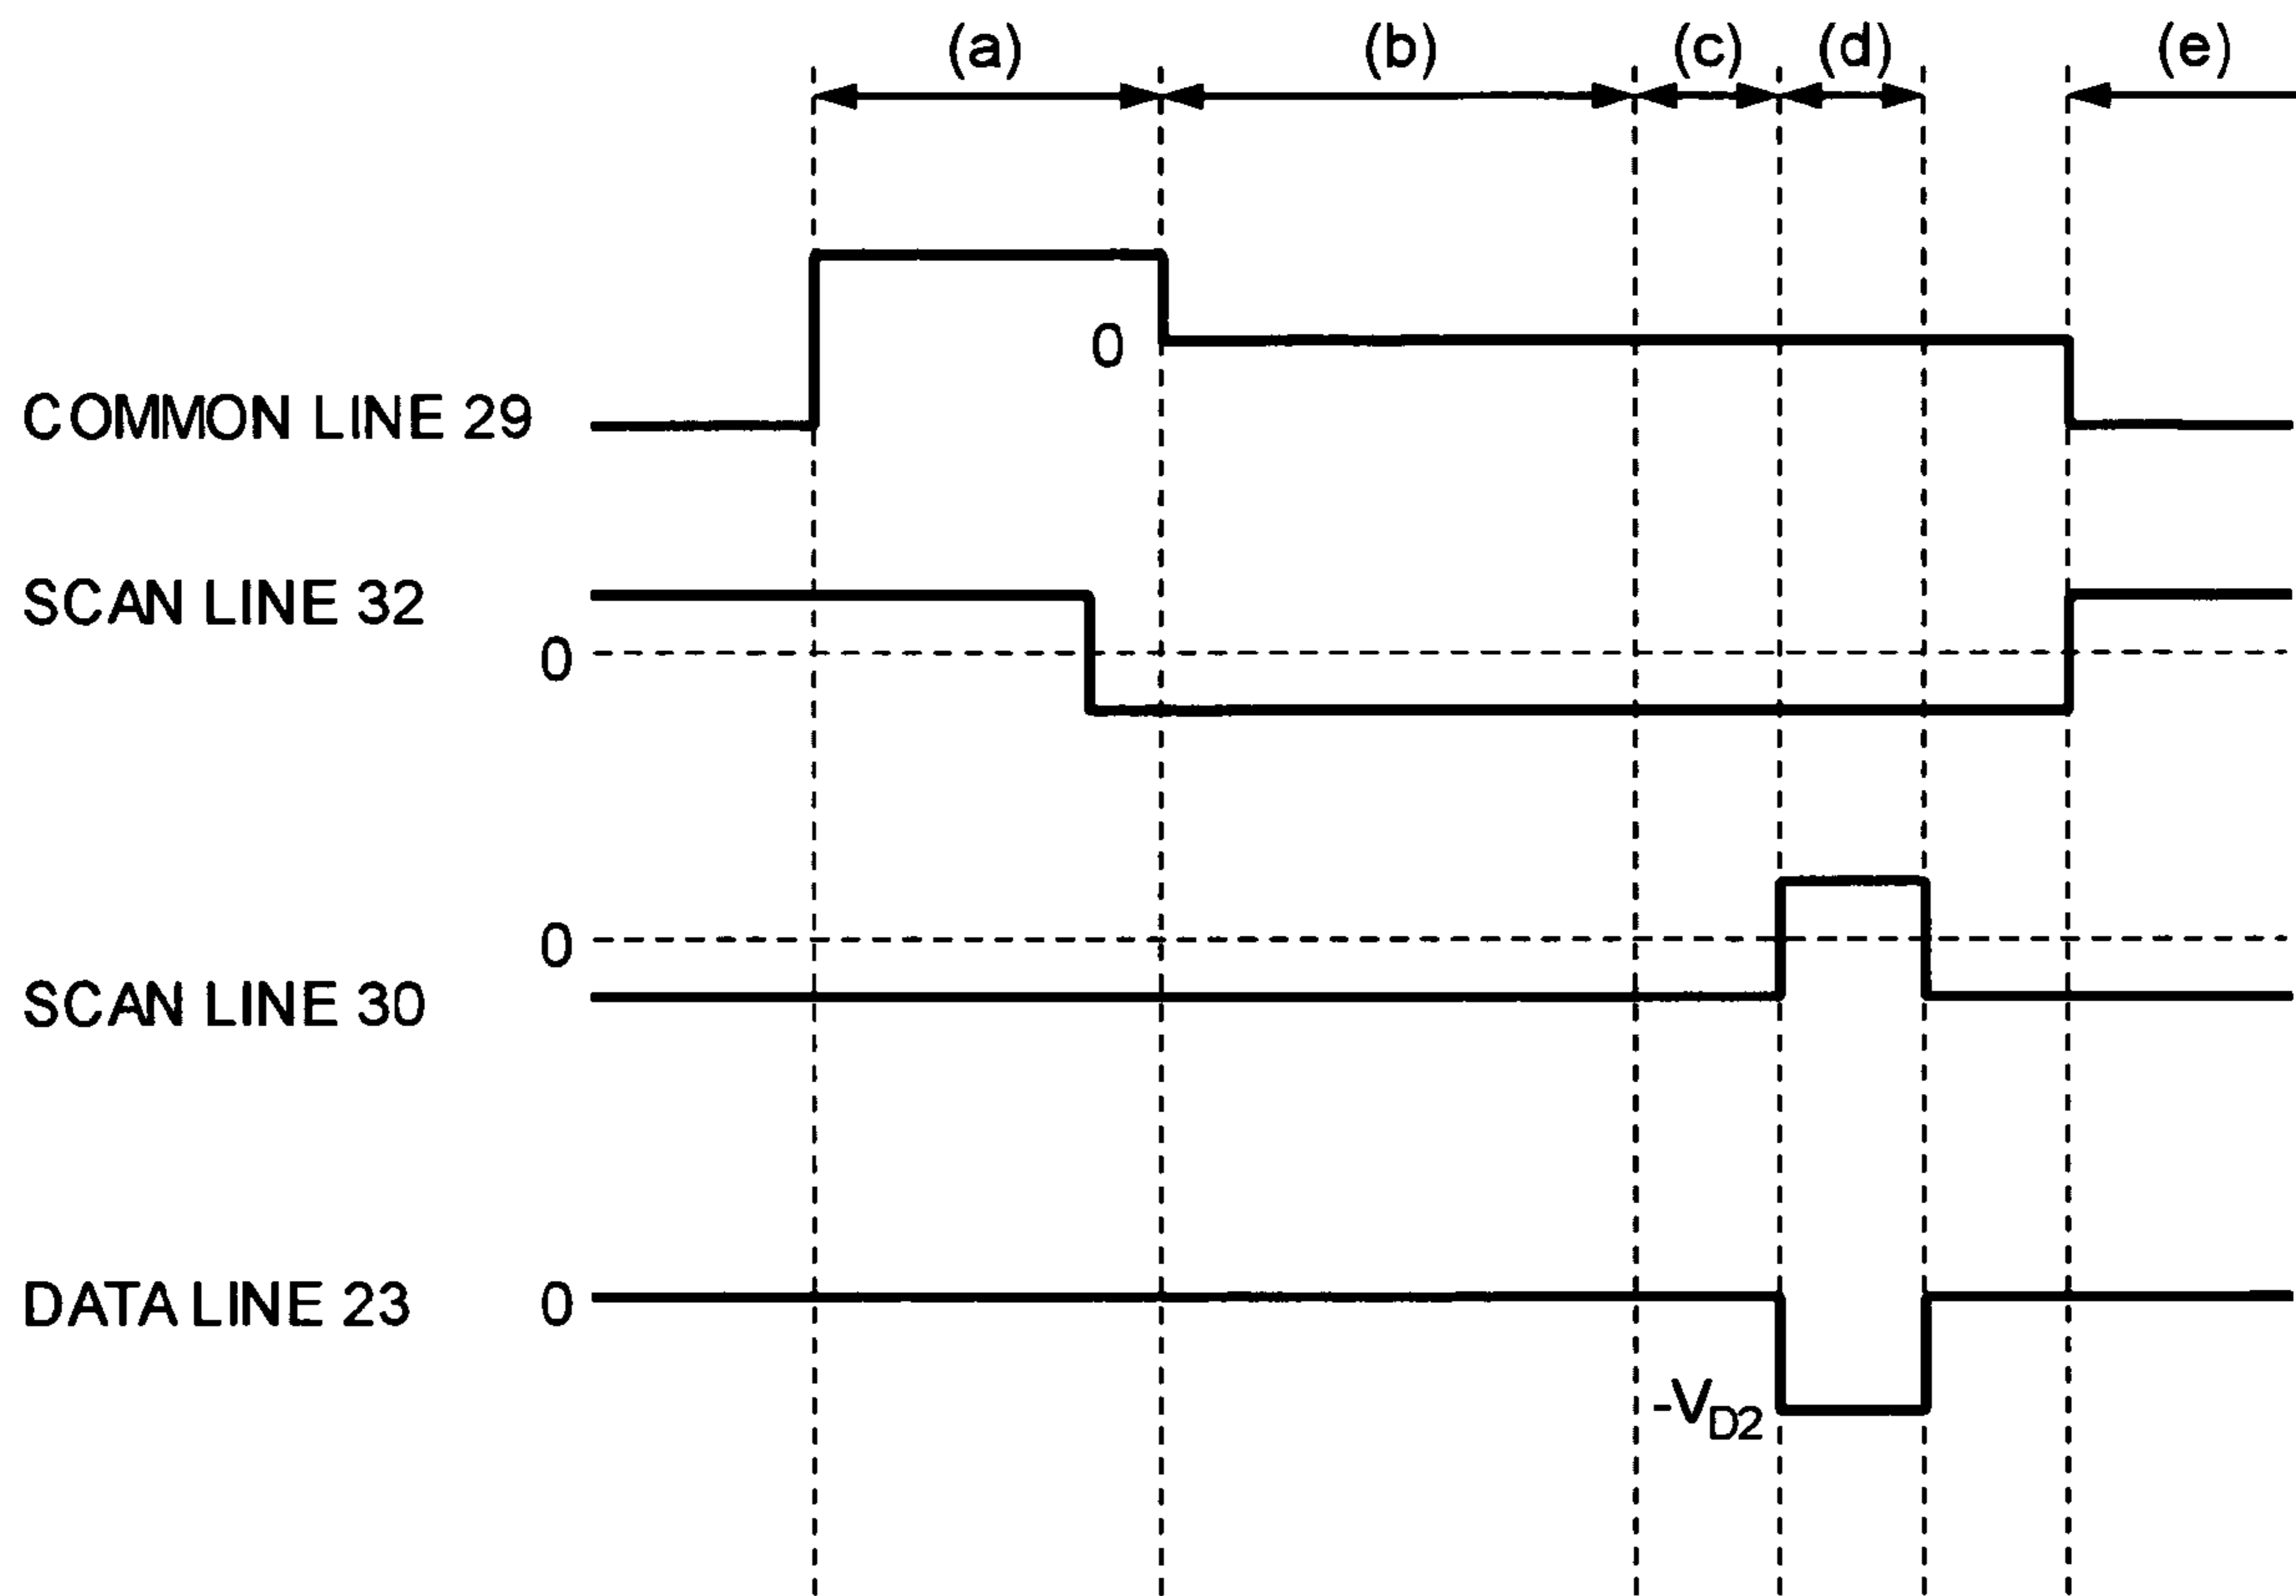 (a) (b) (c) (d) (e)
0
COMMON LINE 29
SCAN LINE 32
0
0
SCAN LINE 30
DATA LINE 23 0
-VD2